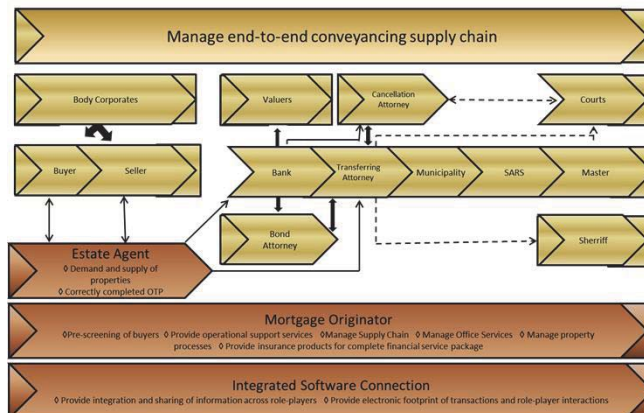 Manage end-to-end conveyancing supply chain
Body Corporates
Valuers
Cancellation
Attorney
Courts
Buyer
Seller
Bank
Transferring
Attorney
Municipality
SARS
Master
Bond
Attorney
Sherriff
Estate Agent
◊ Demand and supply of
properties
◊ Correctly completed OTP
Mortgage Originator
◊Pre-screening of buyers ◊ Provide operational support services ◊Manage Supply Chain ◊ Manage Office Services ◊ Manage property
processes ◊ Provide insurance products for complete financial service package
Integrated Software Connection
◊ Provide integration and sharing of information across role-players ◊ Provide electronic footprint of transactions and role-player interactions